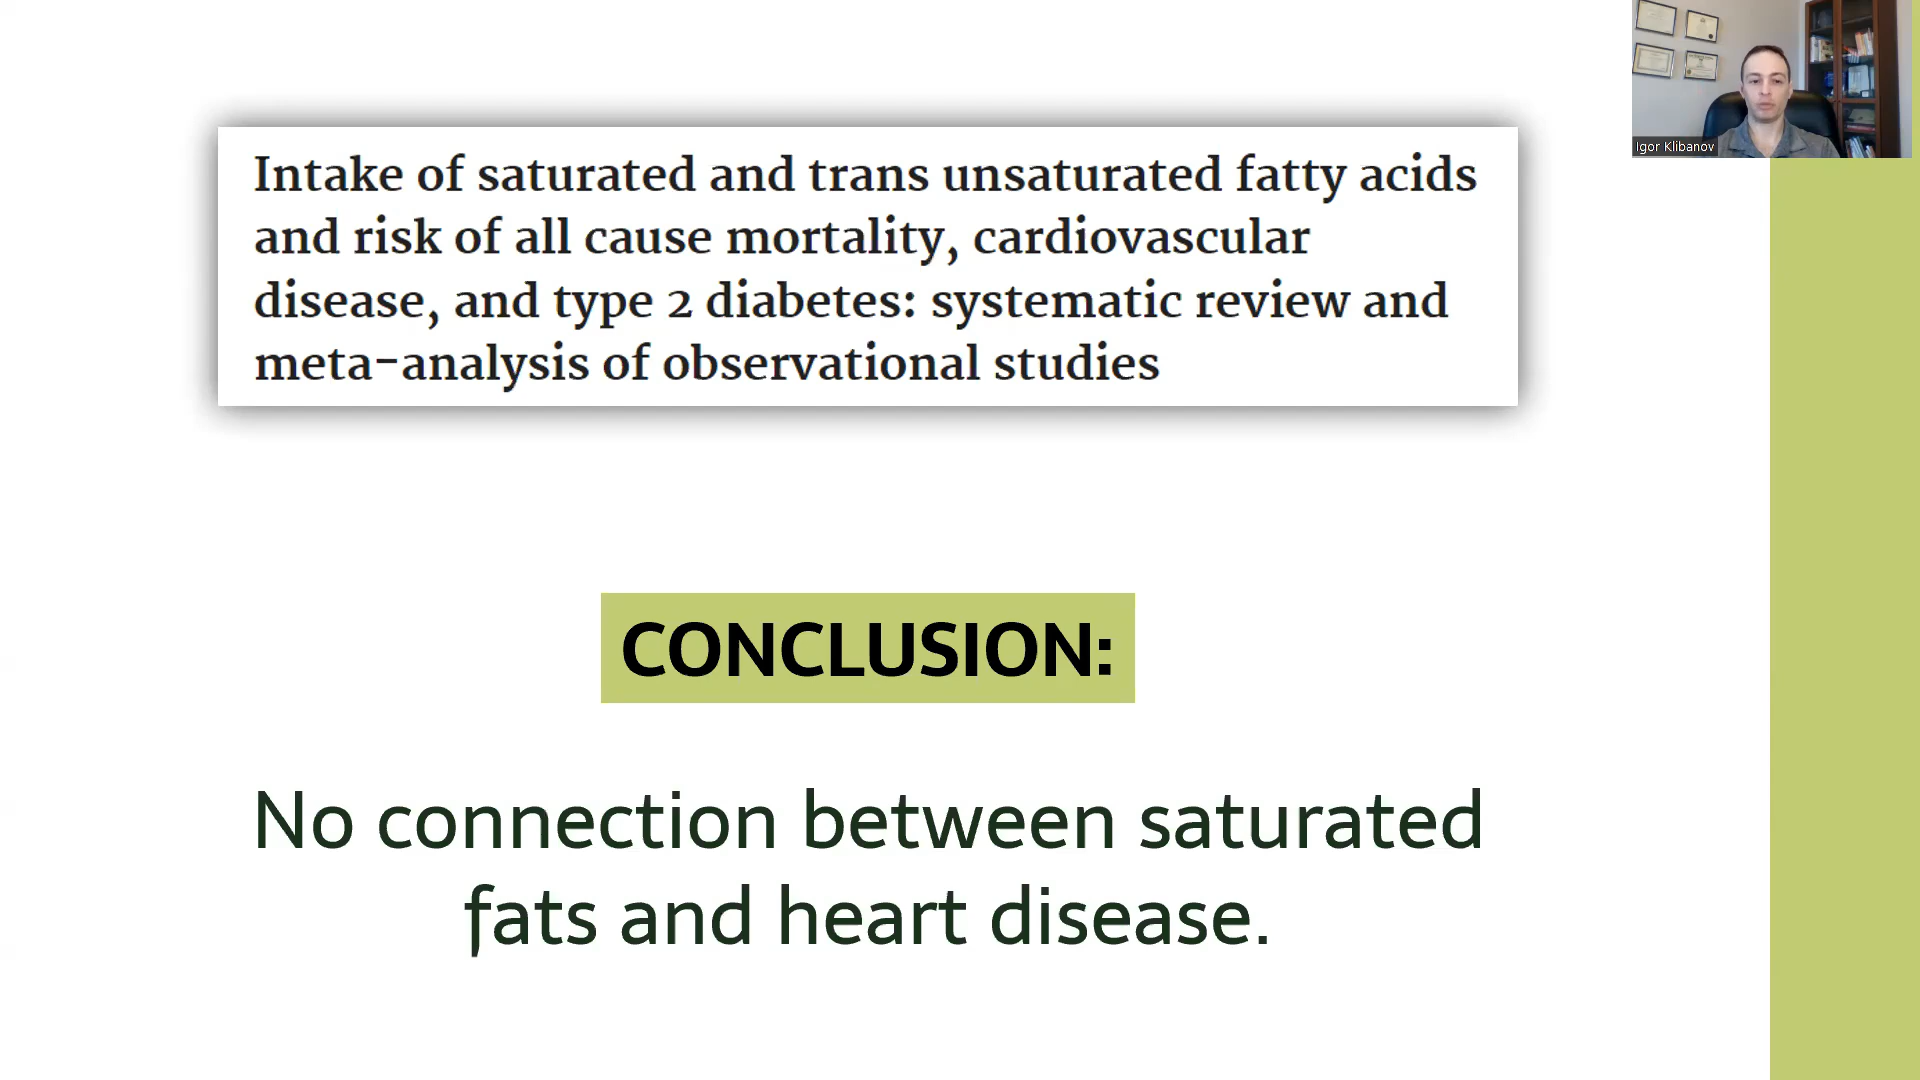 Intake of saturated and trans unsaturated fatty acids
and risk of all cause mortality, cardiovascular
disease, and type 2 diabetes: systematic review and
meta-analysis of observational studies
CONCLUSION:
No connection between saturated
fats and heart disease.
Igor Klibanov